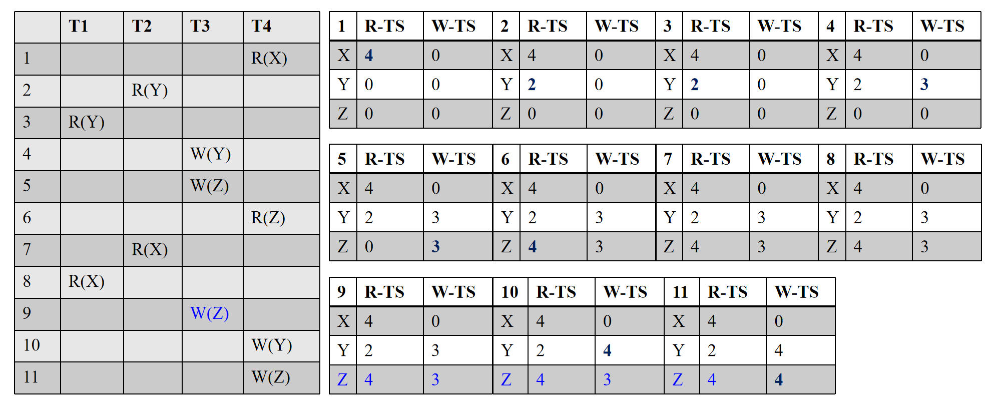 T1 T2 T3 T4
1 R(X)
2 R(Y)
3 R(Y)
4 W(Y)
5 W(Z)
6 R(Z)
7 R(X)
8 R(X)
9 W(Z)
10 W(Y)
11 W(Z)
1 R-TS W-TS 2 R-TS W-TS 3 R-TS W-TS 4 R-TS W-TS
X 4 0 X 4 0 X 4 0 X 4 0
Y 0 0 Y 2 0 Y 2 0 Y 2 3
Z 0 0 Z 0 0 Z 0 0 Z 0 0
5 R-TS W-TS 6 R-TS W-TS 7 R-TS W-TS 8 R-TS W-TS
X 4 0 X 4 0 X 4 0 X 4 0
Y 2 3 Y 2 3 Y 2 3 Y 2 3
Z 0 3 Z 4 3 Z 4 3 Z 4 3
9 R-TS W-TS 10 R-TS W-TS 11 R-TS W-TS
X 4 0 X 4 0 X 4 0
Y 2 3 Y 2 4 Y 2 4
Z 4 3 Z 4 3 Z 4 4